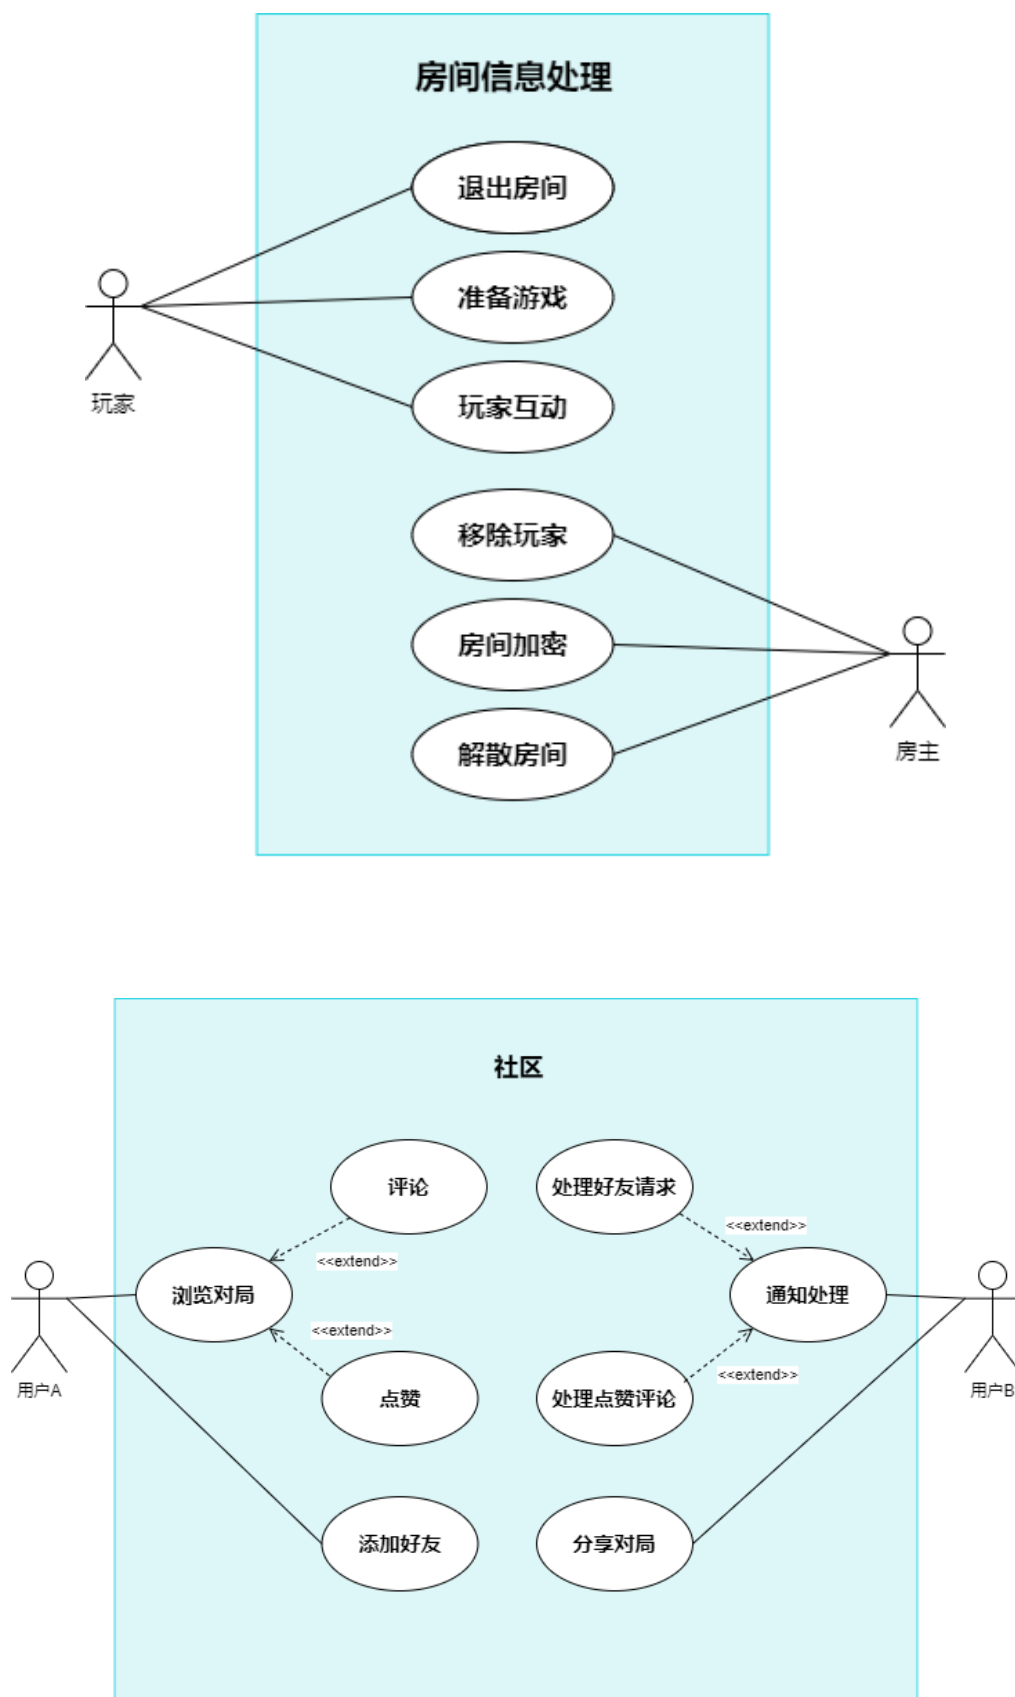 房间信息处理
退出房间
准备游戏
玩家互动
玩家
移除玩家
房间加密
解散房间
房主
社区
评论
处理好友请求
<<extend>>
<<extend>>
浏览对局
通知处理
<<extend>>
<<extend>>
用户A
用户B
点赞
处理点赞评论
添加好友
分享对局